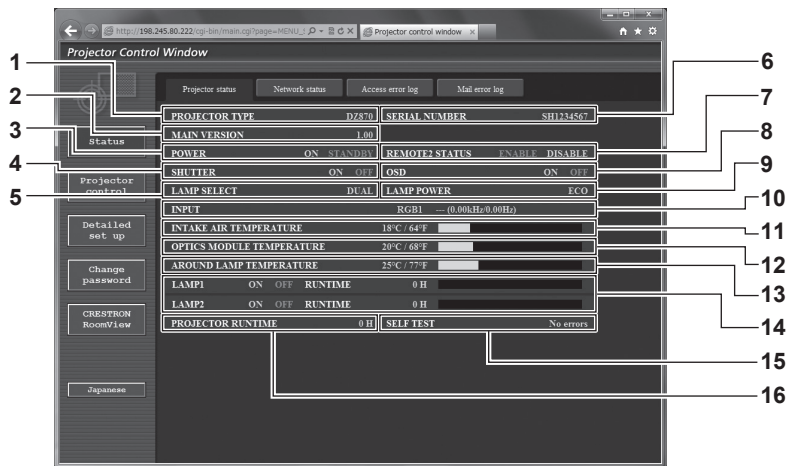 http://198.245.80.222/cgi-bin/main.cgi?page=MENU_ Projector control window
Projector Control Window
Projector status Network status Access error log Mail error log
Status
Projector control
Detailed set up
Change password
CRESTRON RoomView
Japanese
PROJECTOR TYPE DZ870 SERIAL NUMBER SH1234567
MAIN VERSION 1.00
POWER ON STANDBY REMOTE2 STATUS ENABLE DISABLE
SHUTTER ON OFF OSD ON OFF
LAMP SELECT DUAL LAMP POWER ECO
INPUT RGB1 --- (0.00kHz/0.00Hz)
INTAKE AIR TEMPERATURE 18°C / 64°F
OPTICS MODULE TEMPERATURE 20°C / 68°F
AROUND LAMP TEMPERATURE 25°C / 77°F
LAMP1 ON OFF RUNTIME 0 H
LAMP2 ON OFF RUNTIME 0 H
PROJECTOR RUNTIME 0 H SELF TEST No errors
1
2
3
4
5
6
7
8
9
10
11
12
13
14
15
16